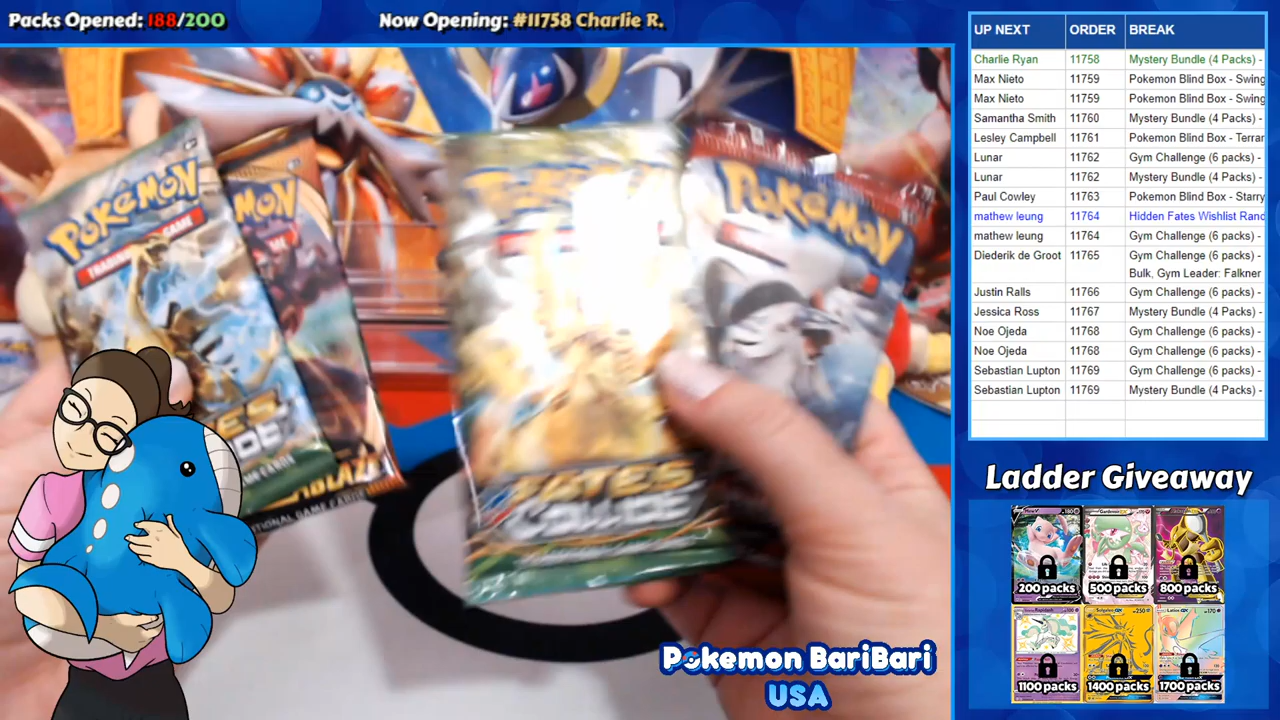 Packs Opened: 188/200
Now Opening: #11758 Charlie R.
UP NEXT ORDER BREAK
Charlie Ryan 11758 Mystery Bundle (4 Packs) -
Max Nieto 11759 Pokemon Blind Box - Swing
Max Nieto 11759 Pokemon Blind Box - Swing
Samantha Smith 11760 Mystery Bundle (4 Packs) -
Lesley Campbell 11761 Pokemon Blind Box - Terrar
Lunar 11762 Gym Challenge (6 packs) -
Lunar 11762 Mystery Bundle (4 Packs) -
Paul Cowley 11763 Pokemon Blind Box - Starry
mathew leung 11764 Hidden Fates Wishlist Rand
mathew leung 11764 Gym Challenge (6 packs) -
Diederik de Groot 11765 Gym Challenge (6 packs) -
Bulk, Gym Leader: Falkner
Justin Ralls 11766 Gym Challenge (6 packs) -
Jessica Ross 11767 Mystery Bundle (4 Packs) -
Noe Ojeda 11768 Gym Challenge (6 packs) -
Noe Ojeda 11768 Gym Challenge (6 packs) -
Sebastian Lupton 11769 Gym Challenge (6 packs) -
Sebastian Lupton 11769 Mystery Bundle (4 Packs) -
POKÉMON
TRADING CARD
FATES
COLLIDE
POKÉMON
Ladder Giveaway
200 packs
500 packs
800 packs
1100 packs
1400 packs
1700 packs
Pokemon BariBari
USA